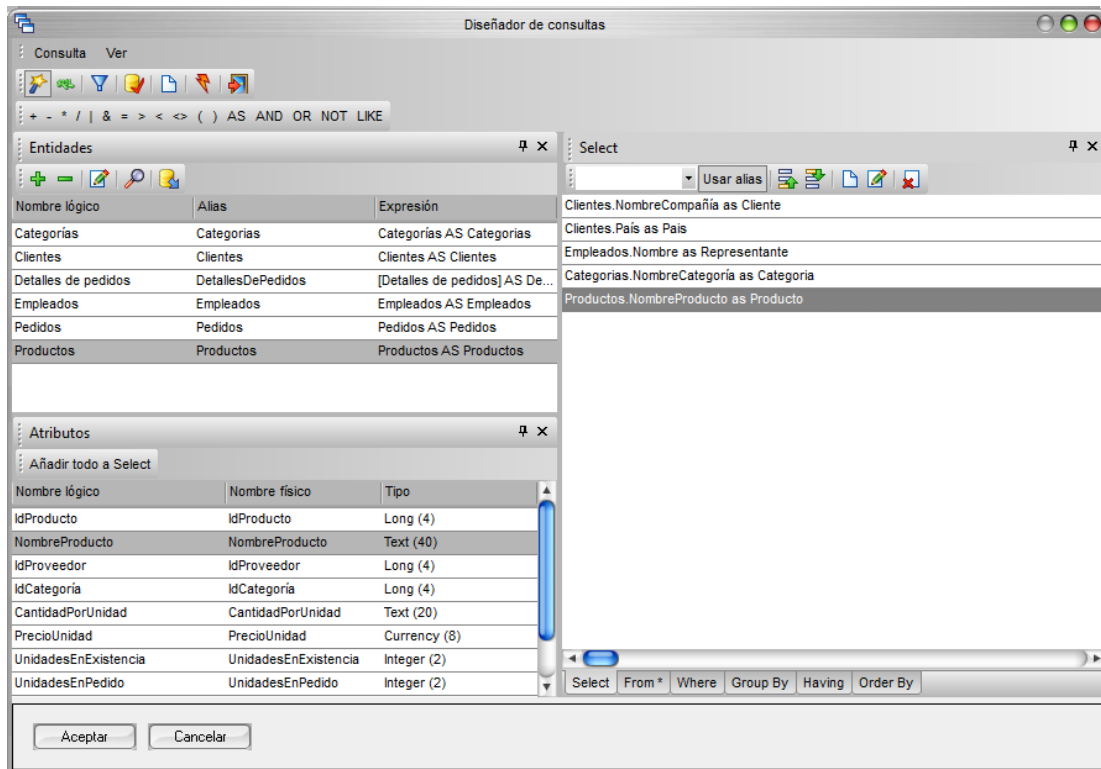 Diseñador de consultas
Consulta Ver
SQL
+ - * / | & = > < <> ( ) AS AND OR NOT LIKE
Entidades
Nombre lógico Alias Expresión
Categorías Categorias Categorías AS Categorias
Clientes Clientes Clientes AS Clientes
Detalles de pedidos DetallesDePedidos [Detalles de pedidos] AS De...
Empleados Empleados Empleados AS Empleados
Pedidos Pedidos Pedidos AS Pedidos
Productos Productos Productos AS Productos
Atributos
Añadir todo a Select
Nombre lógico Nombre físico Tipo
IdProducto IdProducto Long (4)
NombreProducto NombreProducto Text (40)
IdProveedor IdProveedor Long (4)
IdCategoría IdCategoría Long (4)
CantidadPorUnidad CantidadPorUnidad Text (20)
PrecioUnidad PrecioUnidad Currency (8)
UnidadesEnExistencia UnidadesEnExistencia Integer (2)
UnidadesEnPedido UnidadesEnPedido Integer (2)
Select
Usar alias
Clientes.NombreCompañía as Cliente
Clientes.País as Pais
Empleados.Nombre as Representante
Categorias.NombreCategoría as Categoria
Productos.NombreProducto as Producto
Select From * Where Group By Having Order By
Aceptar Cancelar